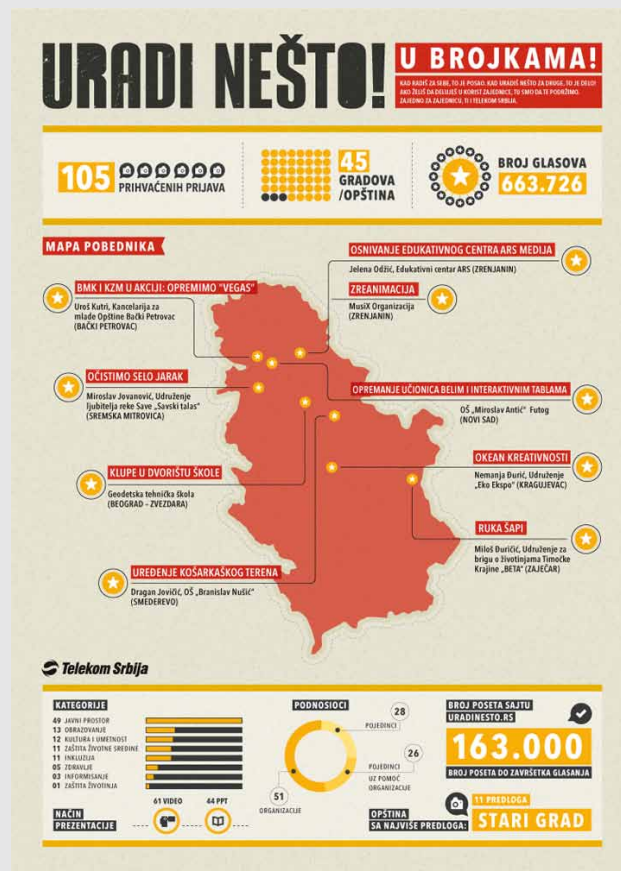 URADI NEŠTO!
U BROJKAMA!
KAD RADIŠ ZA SEBE, TO JE POSAO. KAD URADIŠ NEŠTO ZA DRUGE, TO JE DELO!
AKO ŽELIŠ DA DELUJEŠ U KORIST ZAJEDNICE, TU SMO DA TE PODRŽIMO.
ZAJEDNO ZA ZAJEDNICU, TI I TELEKOM SRBIJA.
105
PRIHVAĆENIH PRIJAVA
45
GRADOVA
/OPŠTINA
BROJ GLASOVA
663.726
MAPA POBEDNIKA
OSNIVANJE EDUKATIVNOG CENTRA ARS MEDIJA
Jelena Odžić, Edukativni centar ARS (ZRENJANIN)
BMK I KZM U AKCIJI: OPREMIMO "VEGAS"
Uroš Kutri, Kancelarija za
mlade Opštine Bački Petrovac
(BAČKI PETROVAC)
ZREANIMACIJA
MusiX Organizacija
(ZRENJANIN)
OČISTIMO SELO JARAK
Miroslav Jovanović, Udruženje
ljubitelja reke Save „Savski talas"
(SREMSKA MITROVICA)
OPREMANJE UČIONICA BELIM I INTERAKTIVNIM TABLAMA
OŠ „Miroslav Antić" Futog
(NOVI SAD)
KLUPE U DVORIŠTU ŠKOLE
Geodetska tehnička škola
(BEOGRAD – ZVEZDARA)
OKEAN KREATIVNOSTI
Nemanja Đurić, Udruženje
„Eko Ekspo" (KRAGUJEVAC)
RUKA ŠAPI
Miloš Đuričić, Udruženje za
brigu o životinjama Timočke
Krajine „BETA" (ZAJEČAR)
UREĐENJE KOŠARKAŠKOG TERENA
Dragan Jovičić, OŠ „Branislav Nušić"
(SMEDEREVO)
Telekom Srbija
KATEGORIJE
49 JAVNI PROSTOR
13 OBRAZOVANJE
12 KULTURA I UMETNOST
11 ZAŠTITA ŽIVOTNE SREDINE
11 INKLUZIJA
05 ZDRAVLJE
03 INFORMISANJE
01 ZAŠTITA ŽIVOTINJA
NAČIN
PREZENTACIJE
61 VIDEO
44 PPT
PODNOSIOCI
28
POJEDINCI
26
POJEDINCI
UZ POMOĆ
ORGANIZACIJE
51
ORGANIZACIJE
BROJ POSETA SAJTU
URADINESTO.RS
163.000
BROJ POSETA DO ZAVRŠETKA GLASANJA
OPŠTINA
SA NAJVIŠE PREDLOGA:
11 PREDLOGA
STARI GRAD